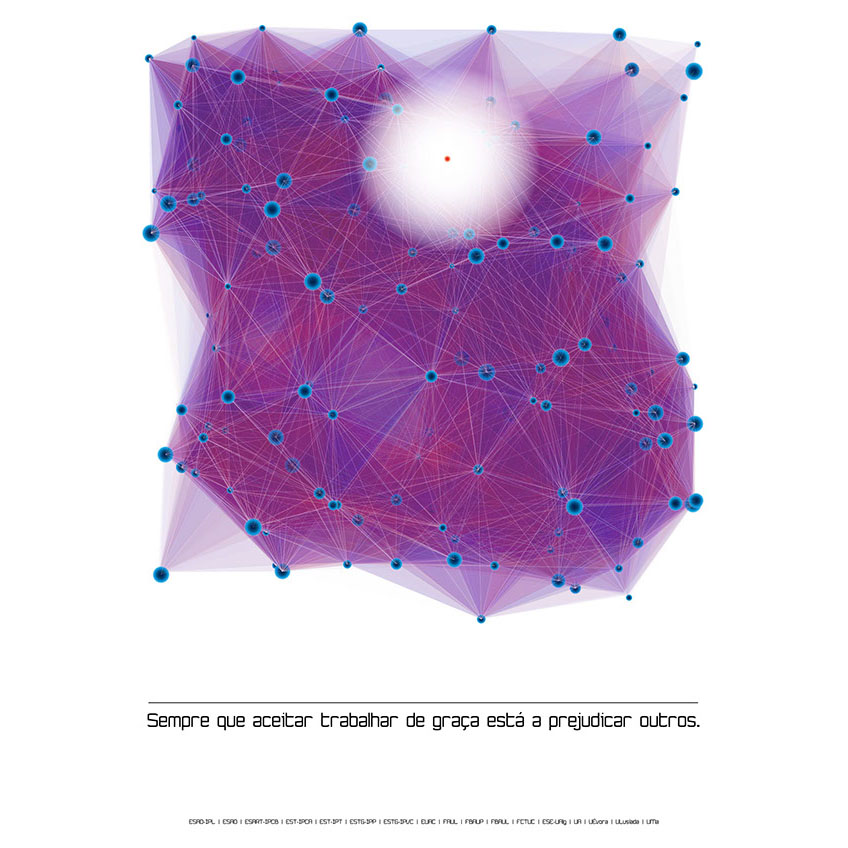 Sempre que aceitar trabalhar de graça está a prejudicar outros.
ESAD-IPL | ESAD | ESART-IPCB | EST-IPCA | EST-IPT | ESTG-IPP | ESTG-IPVC | EUAC | FAUL | FBAUP | FBAUL | FCTUC | ESE-UAlg | UA | UÉvora | ULusíada | UMa